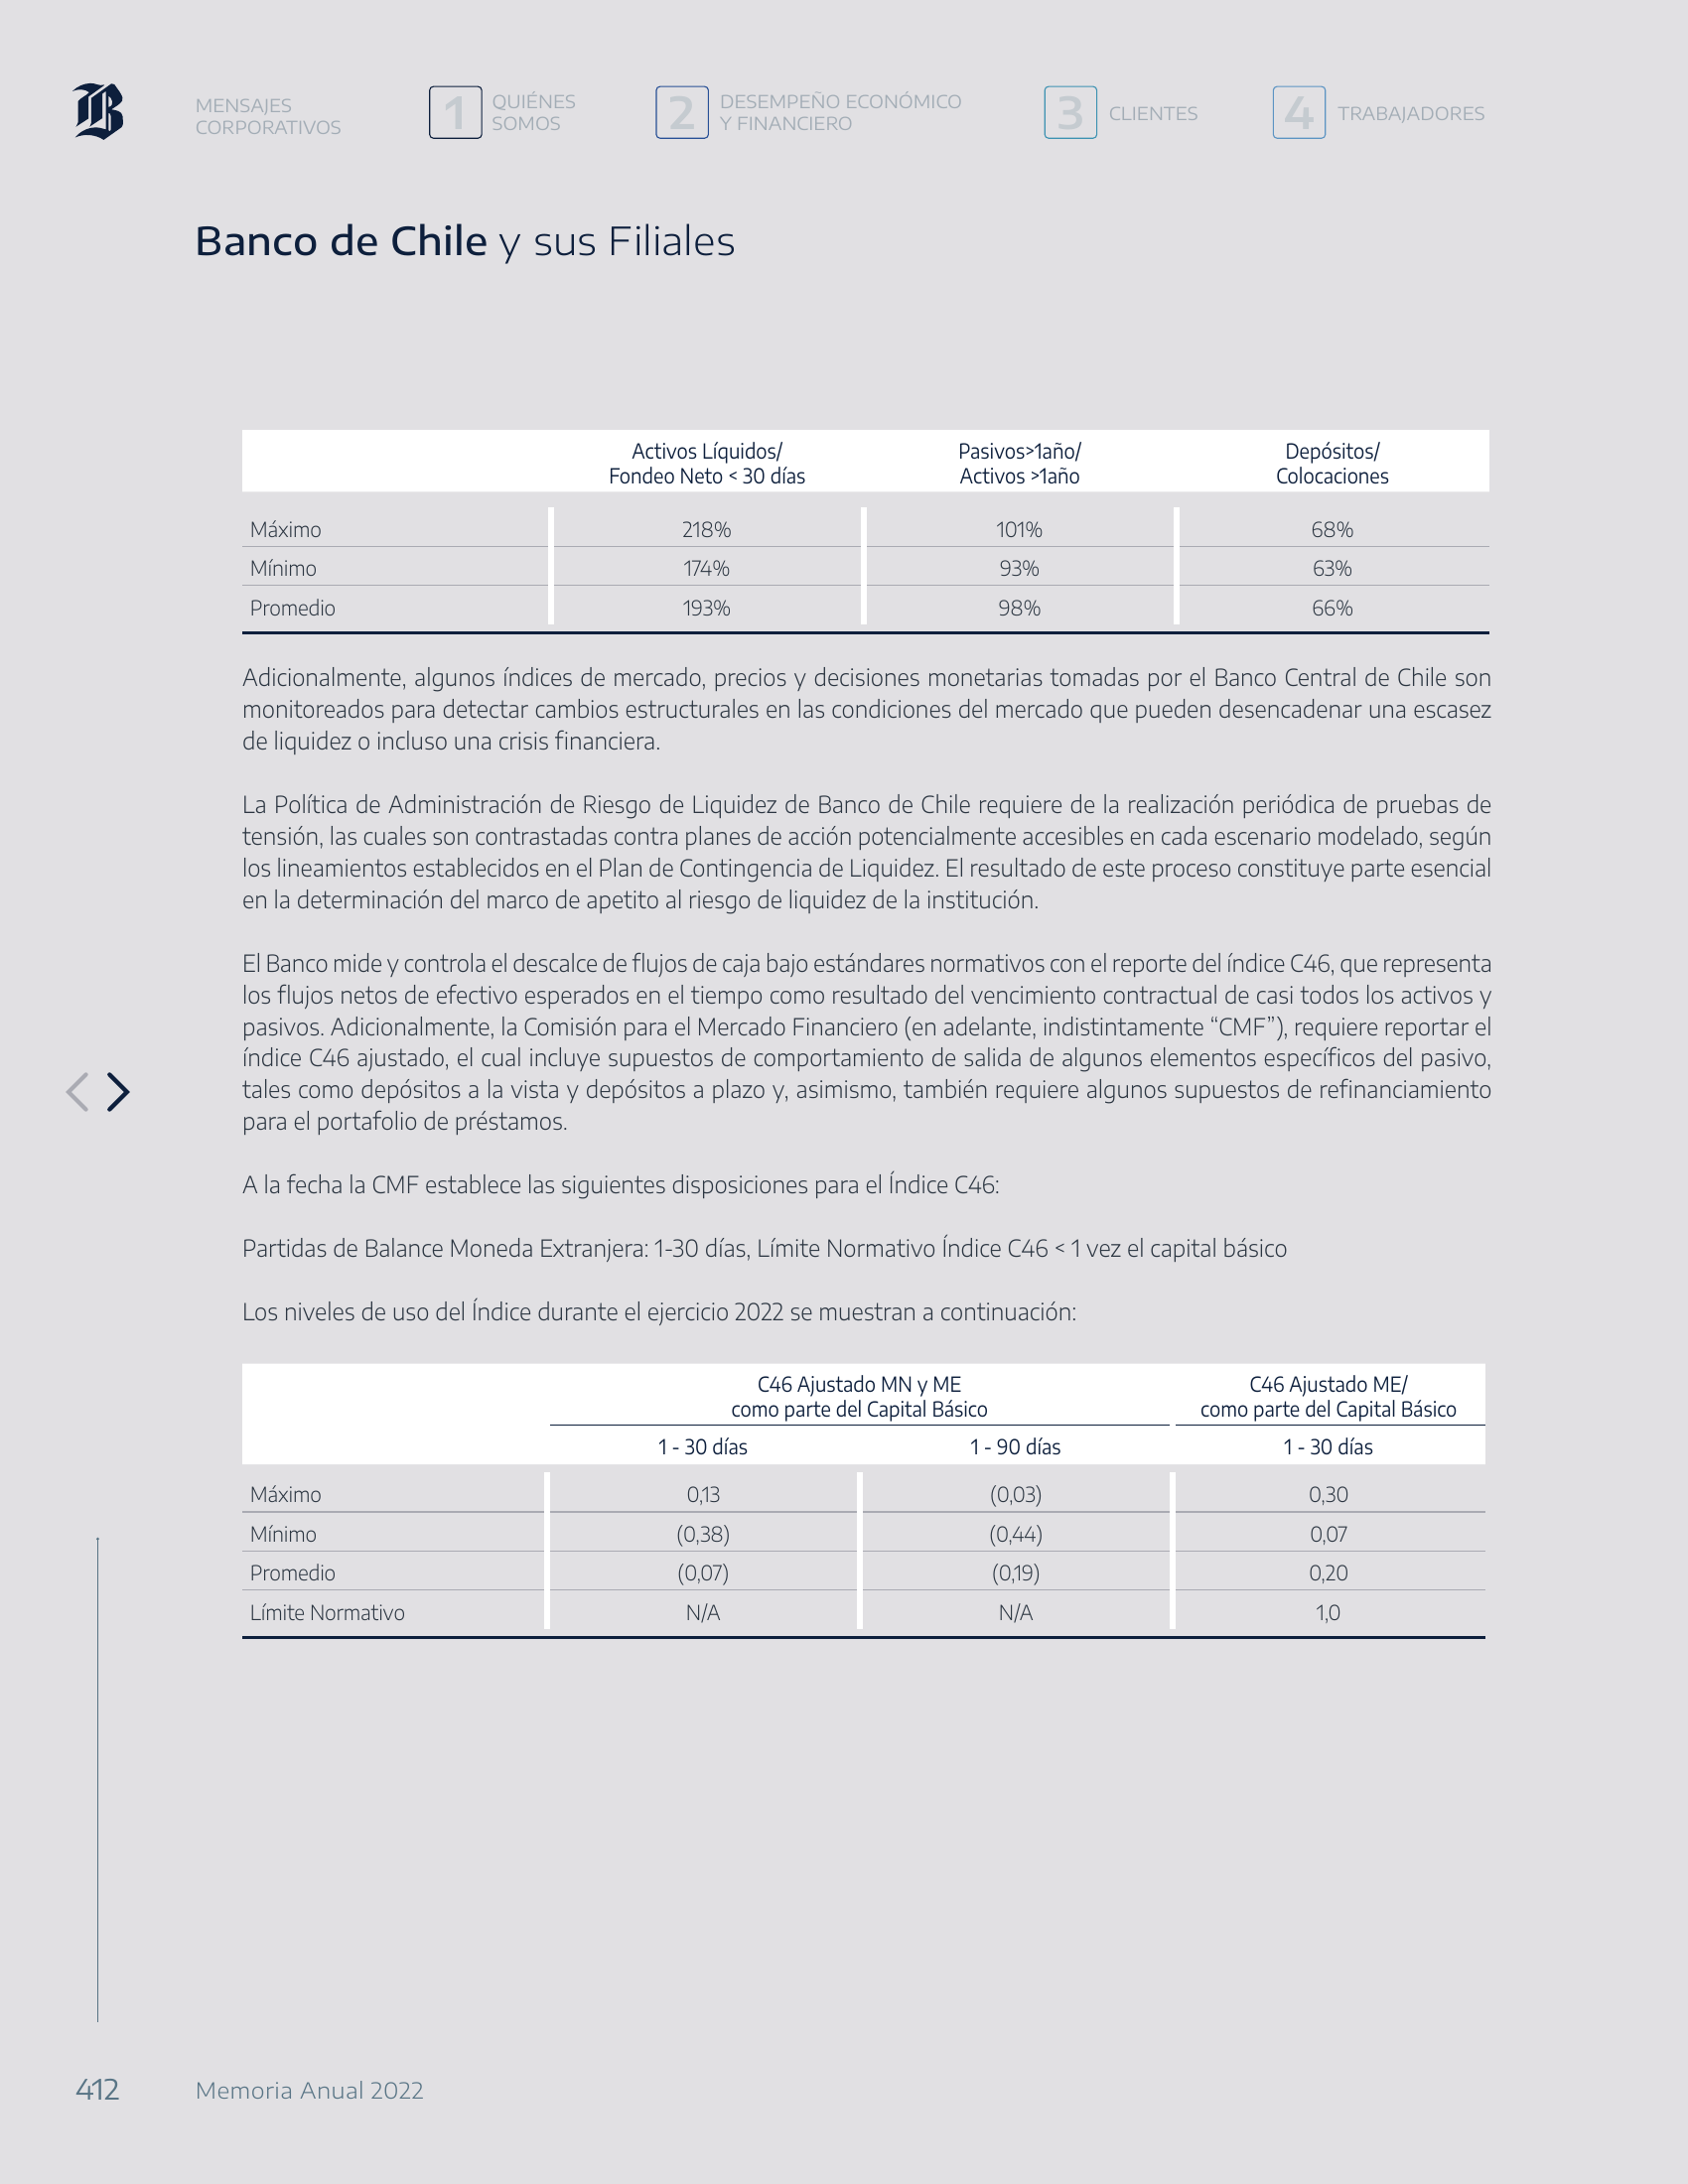 B
MENSAJES
CORPORATIVOS
1
QUIÉNES
SOMOS
2
DESEMPEÑO ECONÓMICO
Y FINANCIERO
3
CLIENTES
4
TRABAJADORES
Banco de Chile y sus Filiales
Activos Líquidos/
Fondeo Neto < 30 días
Pasivos>1año/
Activos >1año
Depósitos/
Colocaciones
Máximo 218% 101% 68%
Mínimo 174% 93% 63%
Promedio 193% 98% 66%
Adicionalmente, algunos índices de mercado, precios y decisiones monetarias tomadas por el Banco Central de Chile son
monitoreados para detectar cambios estructurales en las condiciones del mercado que pueden desencadenar una escasez
de liquidez o incluso una crisis financiera.
La Política de Administración de Riesgo de Liquidez de Banco de Chile requiere de la realización periódica de pruebas de
tensión, las cuales son contrastadas contra planes de acción potencialmente accesibles en cada escenario modelado, según
los lineamientos establecidos en el Plan de Contingencia de Liquidez. El resultado de este proceso constituye parte esencial
en la determinación del marco de apetito al riesgo de liquidez de la institución.
El Banco mide y controla el descalce de flujos de caja bajo estándares normativos con el reporte del índice C46, que representa
los flujos netos de efectivo esperados en el tiempo como resultado del vencimiento contractual de casi todos los activos y
pasivos. Adicionalmente, la Comisión para el Mercado Financiero (en adelante, indistintamente “CMF”), requiere reportar el
índice C46 ajustado, el cual incluye supuestos de comportamiento de salida de algunos elementos específicos del pasivo,
tales como depósitos a la vista y depósitos a plazo y, asimismo, también requiere algunos supuestos de refinanciamiento
para el portafolio de préstamos.
A la fecha la CMF establece las siguientes disposiciones para el Índice C46:
Partidas de Balance Moneda Extranjera: 1-30 días, Límite Normativo Índice C46 < 1 vez el capital básico
Los niveles de uso del Índice durante el ejercicio 2022 se muestran a continuación:
C46 Ajustado MN y ME
como parte del Capital Básico
C46 Ajustado ME/
como parte del Capital Básico
1 - 30 días 1 - 90 días 1 - 30 días
Máximo 0,13 (0,03) 0,30
Mínimo (0,38) (0,44) 0,07
Promedio (0,07) (0,19) 0,20
Límite Normativo N/A N/A 1,0
412
Memoria Anual 2022